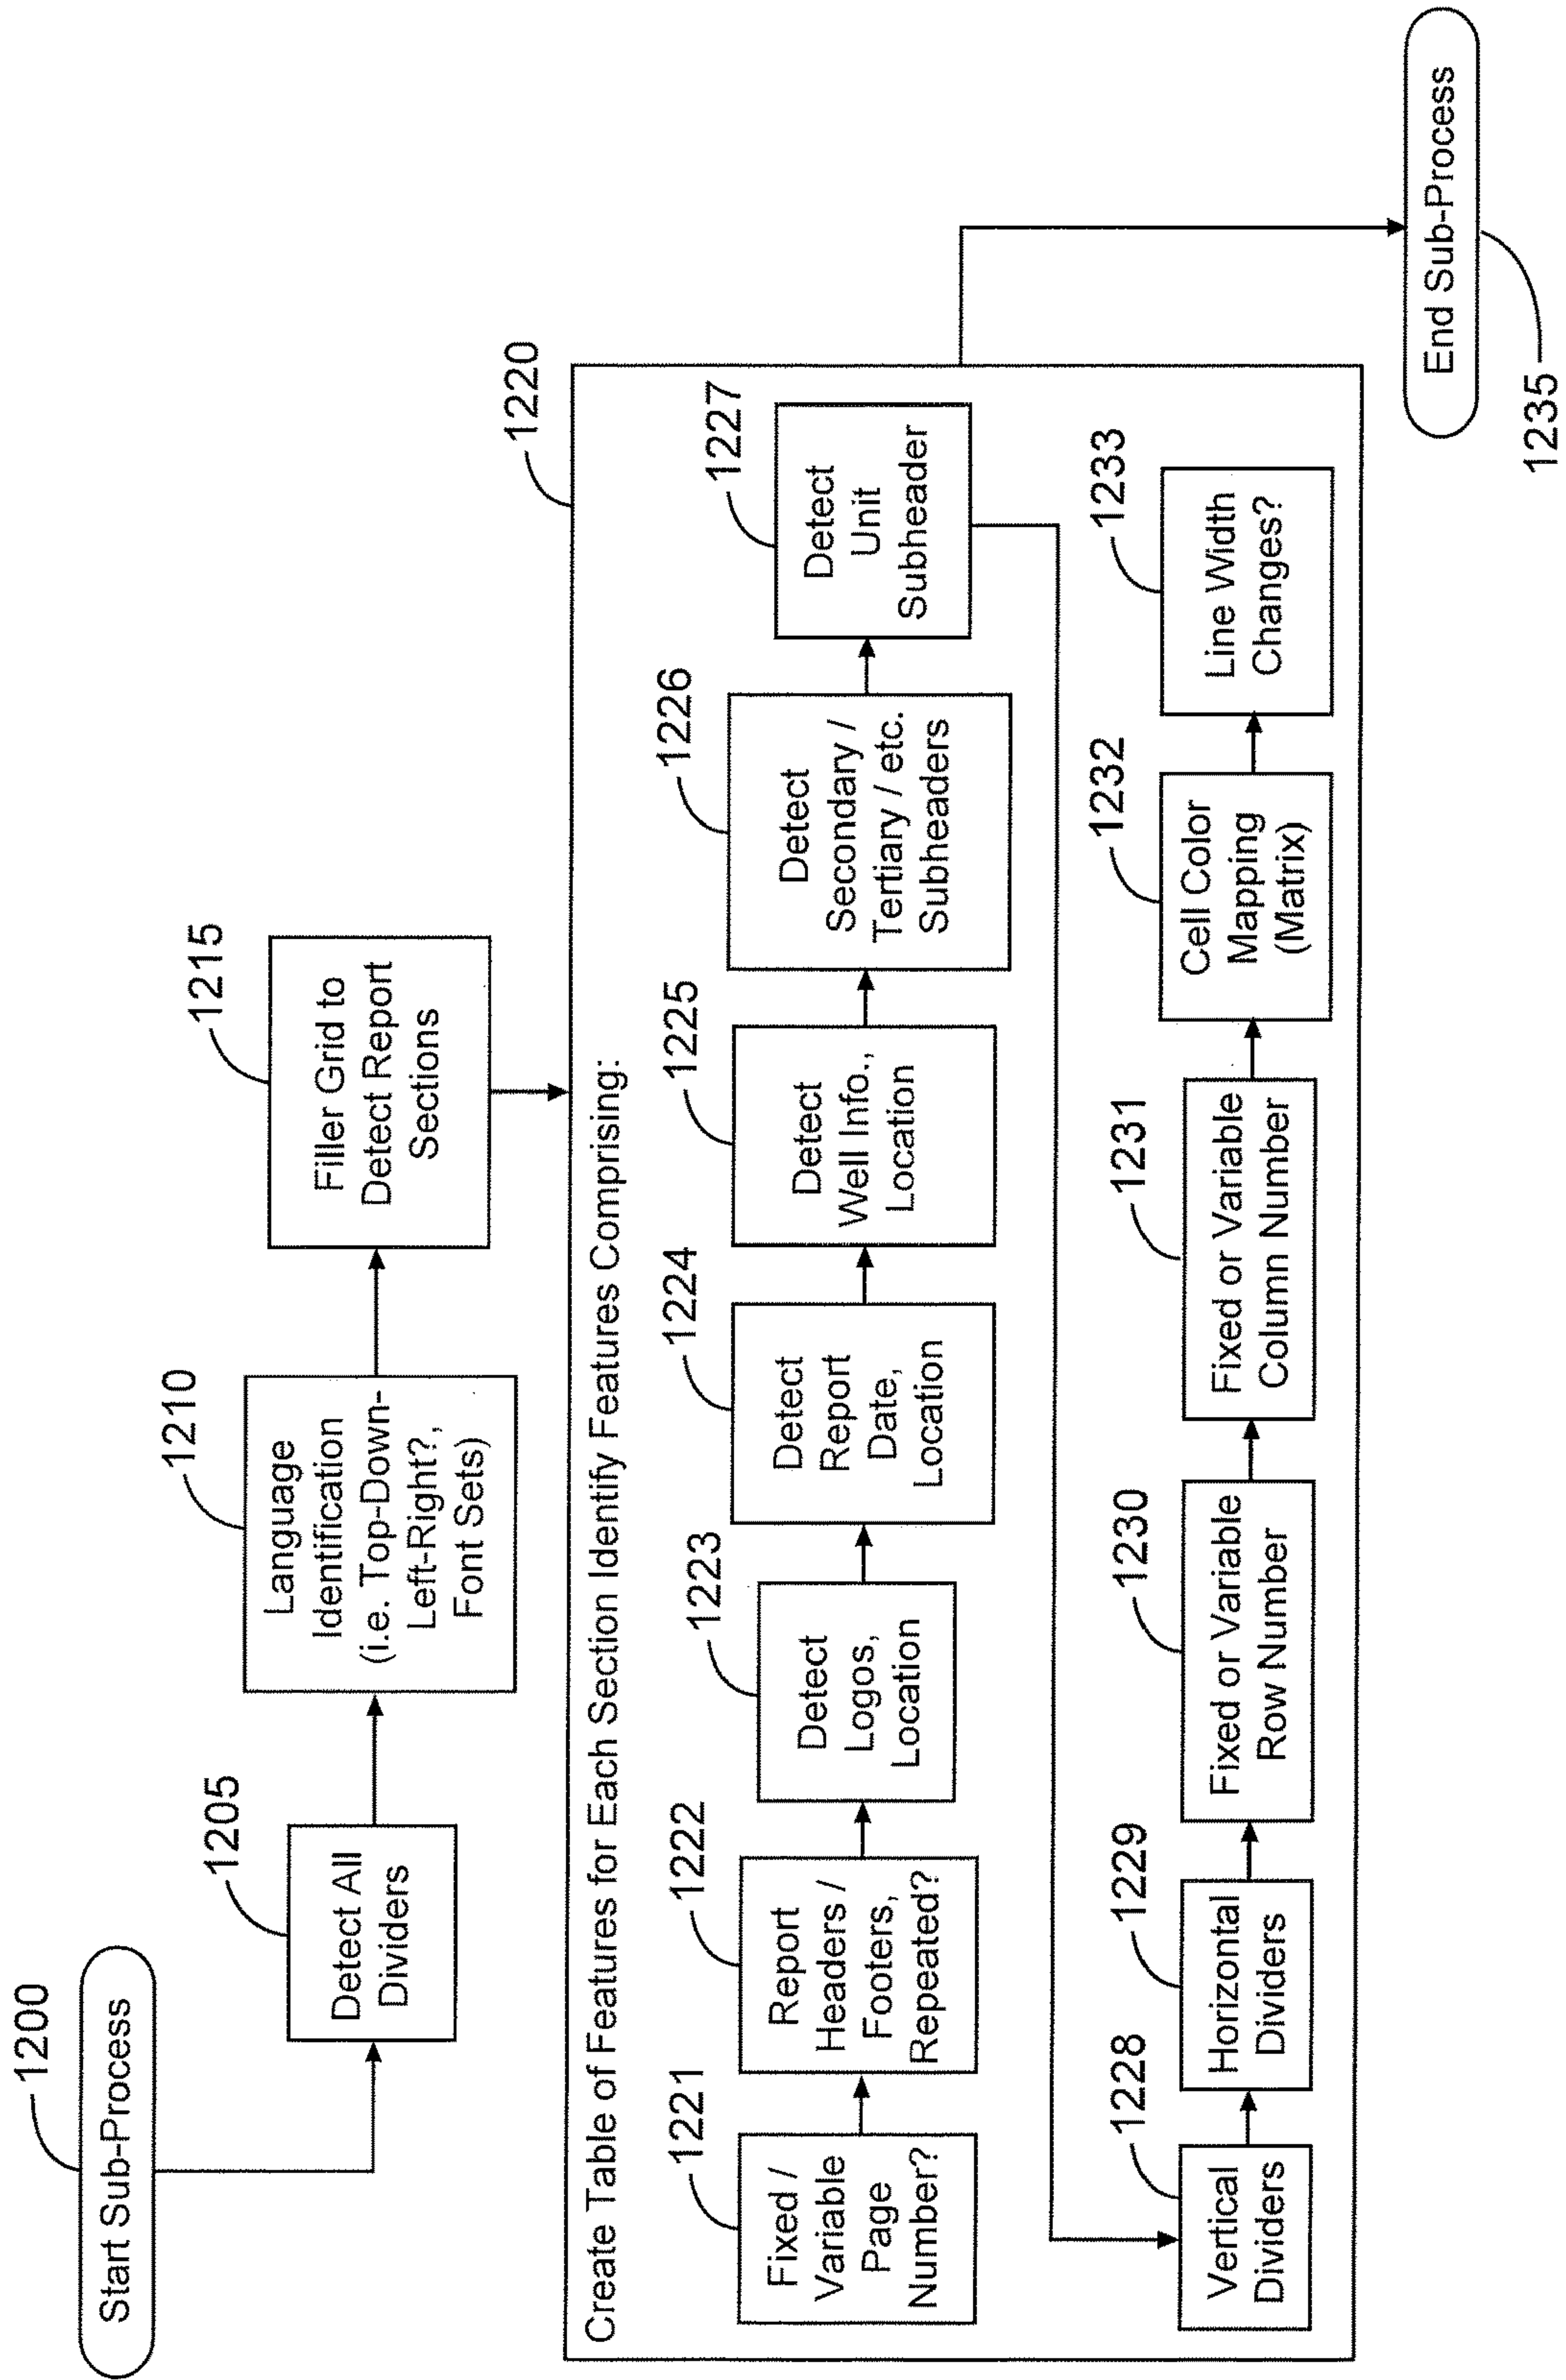 1200
Start Sub-Process
1205
Detect All
Dividers
1210
Language
Identification
(i.e. Top-Down-
Left-Right?,
Font Sets)
1215
Filler Grid to
Detect Report
Sections
1220
Create Table of Features for Each Section Identify Features Comprising:
1221
Fixed /
Variable
Page
Number?
1222
Report
Headers /
Footers,
Repeated?
1223
Detect
Logos,
Location
1224
Detect
Report
Date,
Location
1225
Detect
Well Info.,
Location
1226
Detect
Secondary /
Tertiary / etc.
Subheaders
1227
Detect
Unit
Subheader
1228
Vertical
Dividers
1229
Horizontal
Dividers
1230
Fixed or Variable
Row Number
1231
Fixed or Variable
Column Number
1232
Cell Color
Mapping
(Matrix)
1233
Line Width
Changes?
End Sub-Process
1235